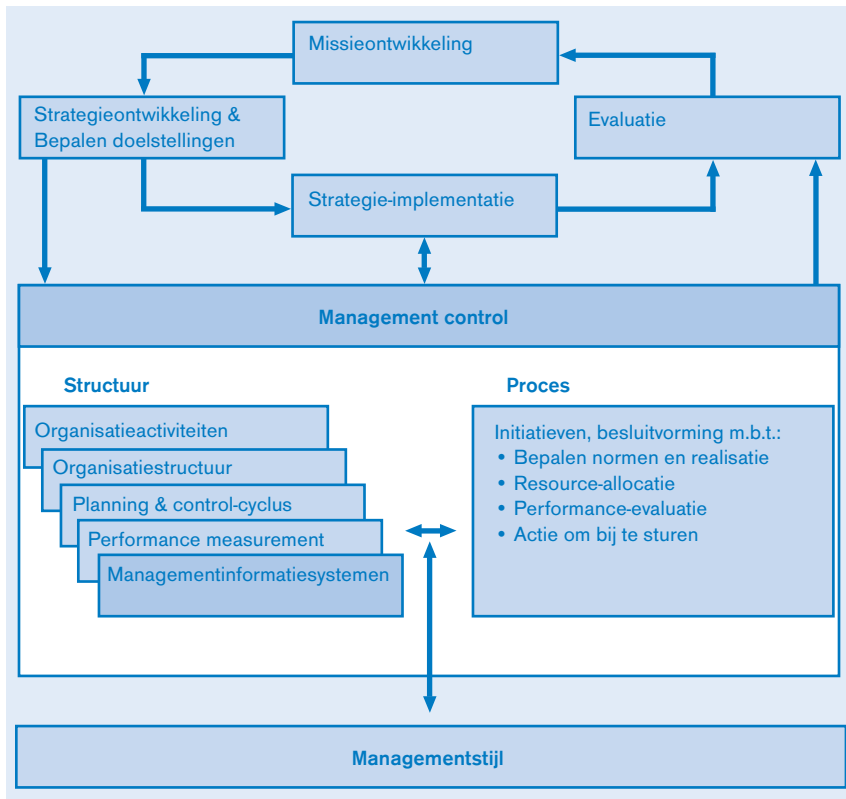 Missieontwikkeling
Strategieontwikkeling &
Bepalen doelstellingen
Evaluatie
Strategie-implementatie
Management control
Structuur
Organisatieactiviteiten
Organisatiestructuur
Planning & control-cyclus
Performance measurement
Managementinformatiesystemen
Proces
Initiatieven, besluitvorming m.b.t.:
• Bepalen normen en realisatie
• Resource-allocatie
• Performance-evaluatie
• Actie om bij te sturen
Managementstijl